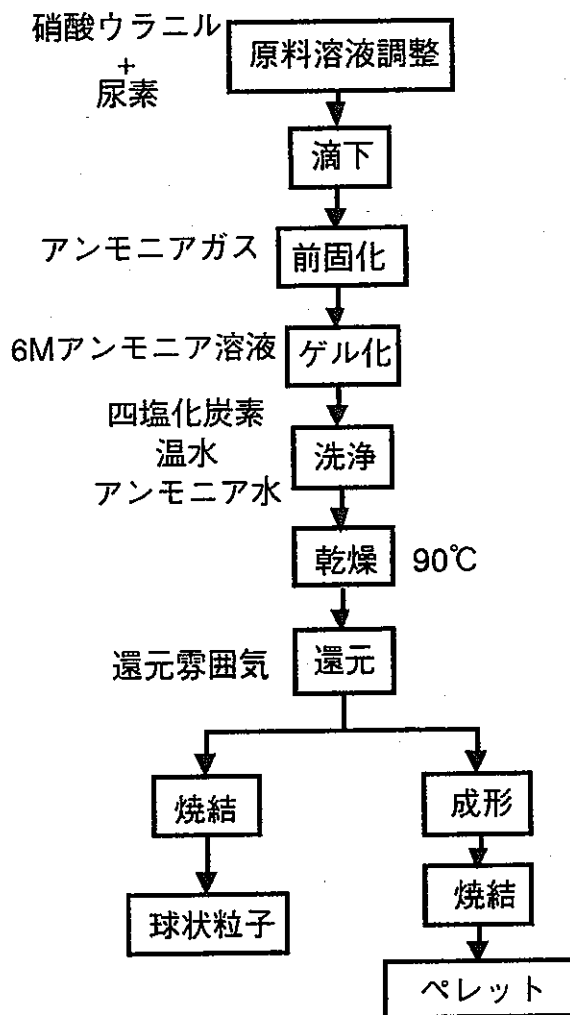 硝酸ウラニル
+
尿素
原料溶液調整
滴下
アンモニアガス
前固化
6Mアンモニア溶液
ゲル化
四塩化炭素
温水
アンモニア水
洗浄
乾燥
90℃
還元雰囲気
還元
焼結
成形
球状粒子
焼結
ペレット